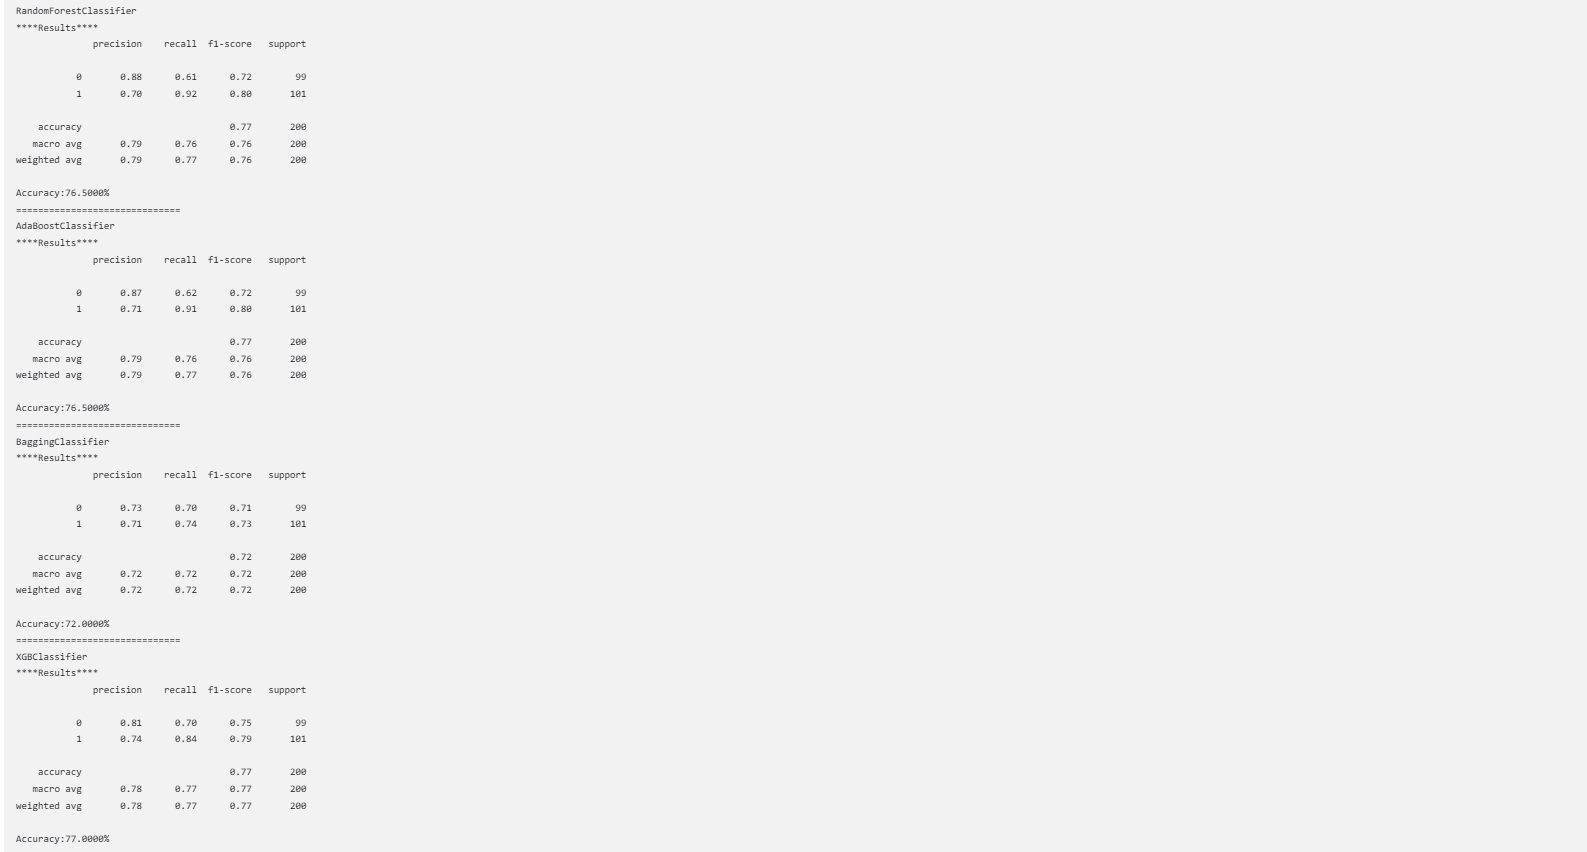 RandomForestClassifier
****Results****
              precision    recall  f1-score   support

           0       0.88      0.61      0.72        99
           1       0.70      0.92      0.80       101

    accuracy                           0.77       200
   macro avg       0.79      0.76      0.76       200
weighted avg       0.79      0.77      0.76       200

Accuracy:76.5000%
==============================
AdaBoostClassifier
****Results****
              precision    recall  f1-score   support

           0       0.87      0.62      0.72        99
           1       0.71      0.91      0.80       101

    accuracy                           0.77       200
   macro avg       0.79      0.76      0.76       200
weighted avg       0.79      0.77      0.76       200

Accuracy:76.5000%
==============================
BaggingClassifier
****Results****
              precision    recall  f1-score   support

           0       0.73      0.70      0.71        99
           1       0.71      0.74      0.73       101

    accuracy                           0.72       200
   macro avg       0.72      0.72      0.72       200
weighted avg       0.72      0.72      0.72       200

Accuracy:72.0000%
==============================
XGBClassifier
****Results****
              precision    recall  f1-score   support

           0       0.81      0.70      0.75        99
           1       0.74      0.84      0.79       101

    accuracy                           0.77       200
   macro avg       0.78      0.77      0.77       200
weighted avg       0.78      0.77      0.77       200

Accuracy:77.0000%